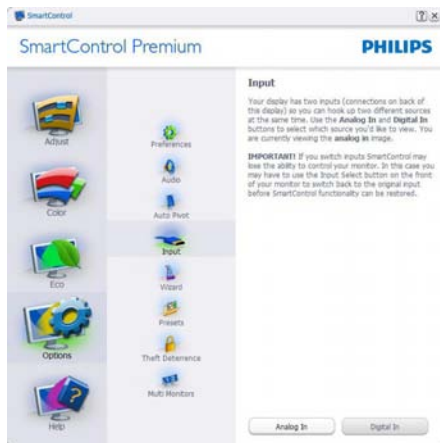 SmartControl
SmartControl Premium
PHILIPS
Adjust
Color
Eco
Options
Help
Preferences
Audio
Auto Pivot
Input
Wizard
Presets
Theft Deterrence
Multi Monitors
Input
Your display has two inputs (connections on back of
the display) so you can hook up two different sources
at the same time. Use the Analog In and Digital In
buttons to select which source you'd like to view. You
are currently viewing the analog in image.
IMPORTANT! If you switch inputs SmartControl may
lose the ability to control your monitor. In this case you
may have to use the Input Select button on the front
of your monitor to switch back to the original input
before SmartControl functionality can be restored.
Analog In
Digital In